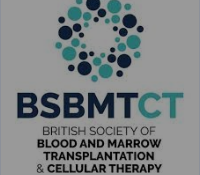 BSBMTCT
BRITISH SOCIETY OF
BLOOD AND MARROW
TRANSPLANTATION
& CELLULAR THERAPY